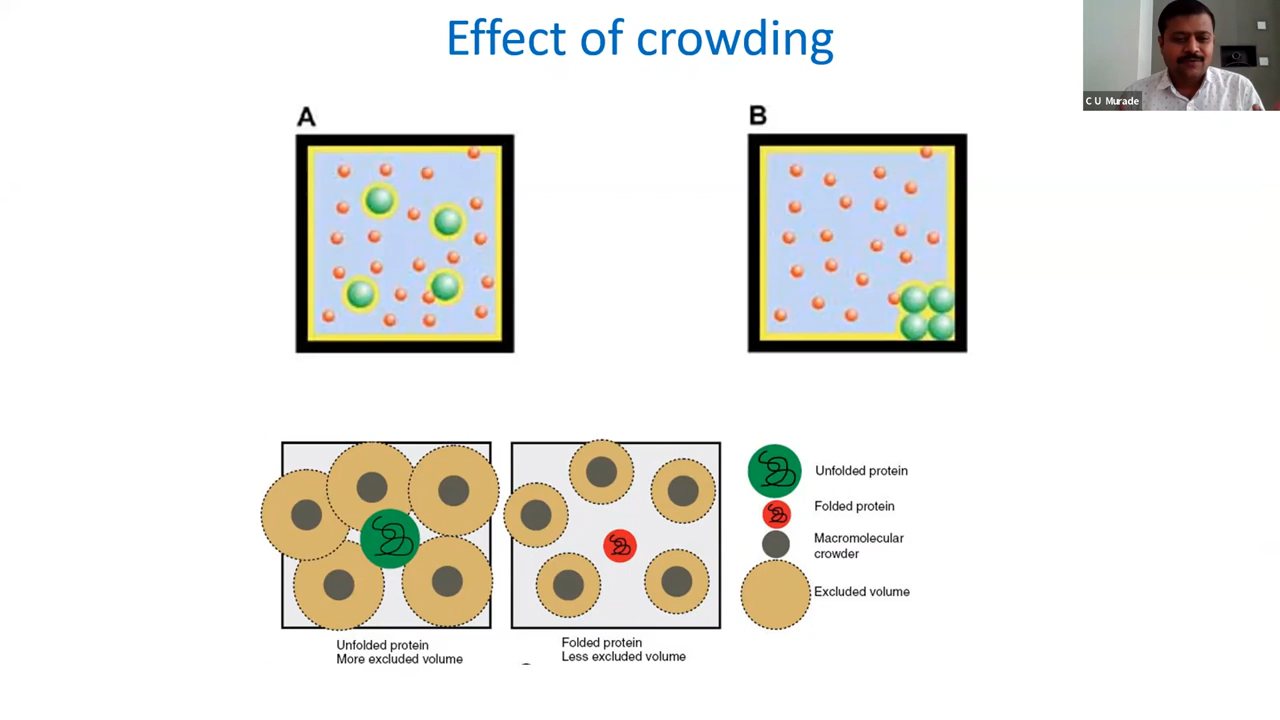 Effect of crowding
C U Murade
A
B
Unfolded protein
Folded protein
Macromolecular
crowder
Excluded volume
Unfolded protein
More excluded volume
Folded protein
Less excluded volume